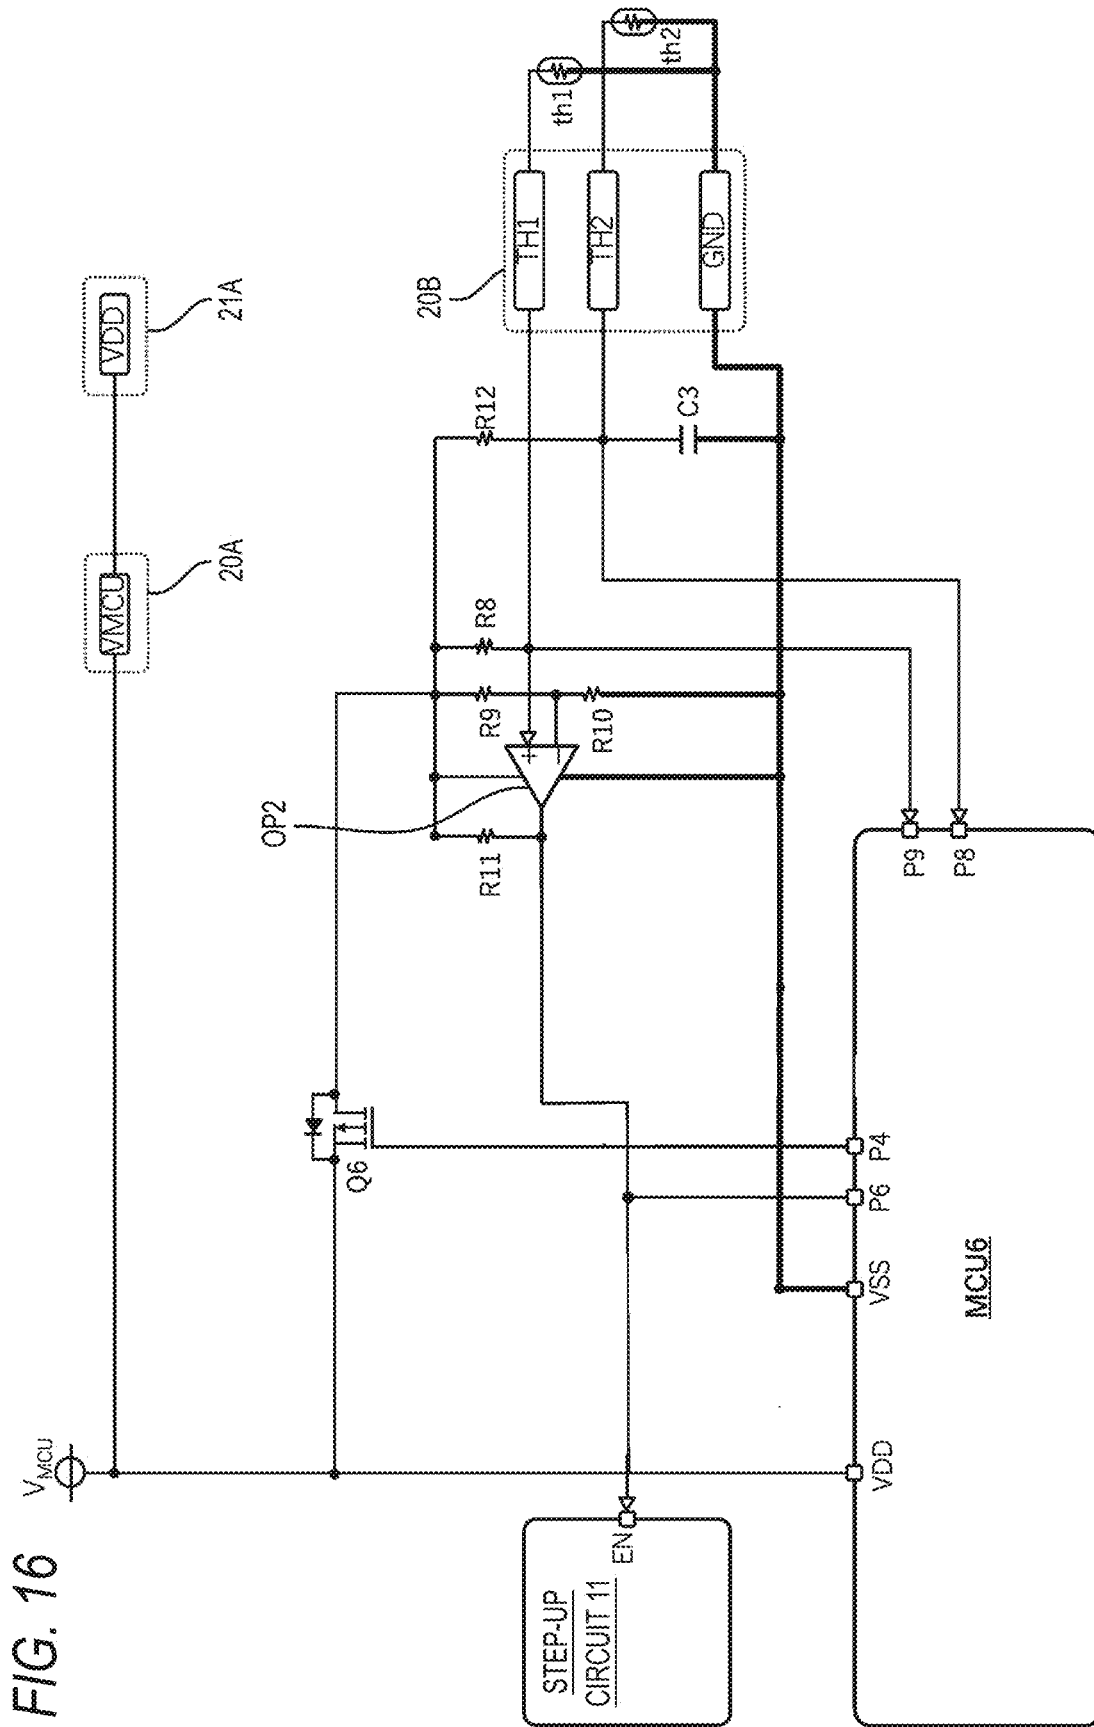 FIG. 16
V_MCU
VMCU
20A
VDD
21A
Q6
OP2
R11
R9
R8
R12
R10
C3
20B
TH1
TH2
GND
th1
th2
STEP-UP
CIRCUIT 11
EN
VDD
VSS
P6
P4
P9
P8
MCU6